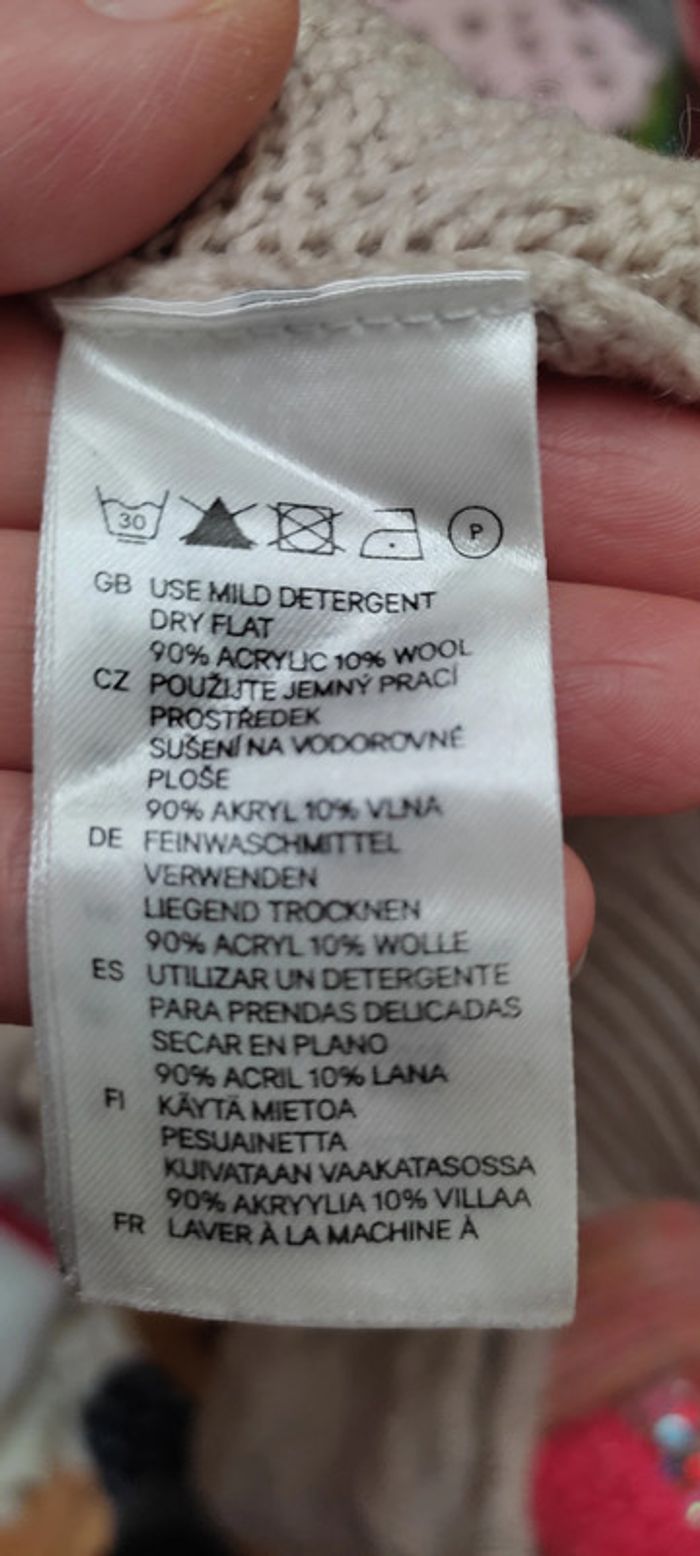 30
P
GB USE MILD DETERGENT
DRY FLAT
90% ACRYLIC 10% WOOL
CZ POUŽIJTE JEMNÝ PRACÍ
PROSTŘEDEK
SUŠENÍ NA VODOROVNÉ
PLOŠE
90% AKRYL 10% VLNA
DE FEINWASCHMITTEL
VERWENDEN
LIEGEND TROCKNEN
90% ACRYL 10% WOLLE
ES UTILIZAR UN DETERGENTE
PARA PRENDAS DELICADAS
SECAR EN PLANO
90% ACRIL 10% LANA
FI KÄYTÄ MIETOA
PESUAINETTA
KUIVATAAN VAAKATASOSSA
90% AKRYYLIA 10% VILLAA
FR LAVER À LA MACHINE À